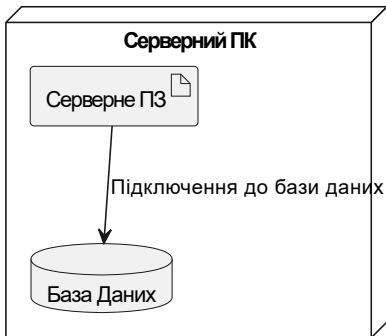 Серверний ПК
Серверне ПЗ
Підключення до бази даних
База Даних